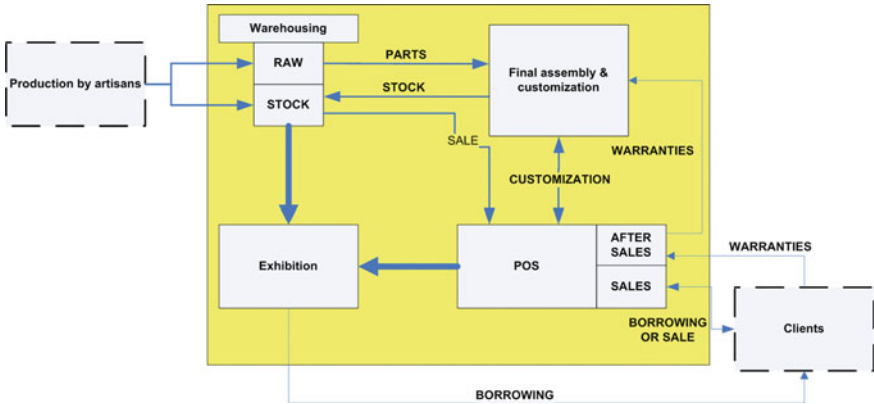 Warehousing
Production by artisans
RAW
PARTS
Final assembly &
customization
STOCK
STOCK
SALE
WARRANTIES
CUSTOMIZATION
Exhibition
POS
AFTER
SALES
WARRANTIES
SALES
BORROWING
OR SALE
Clients
BORROWING